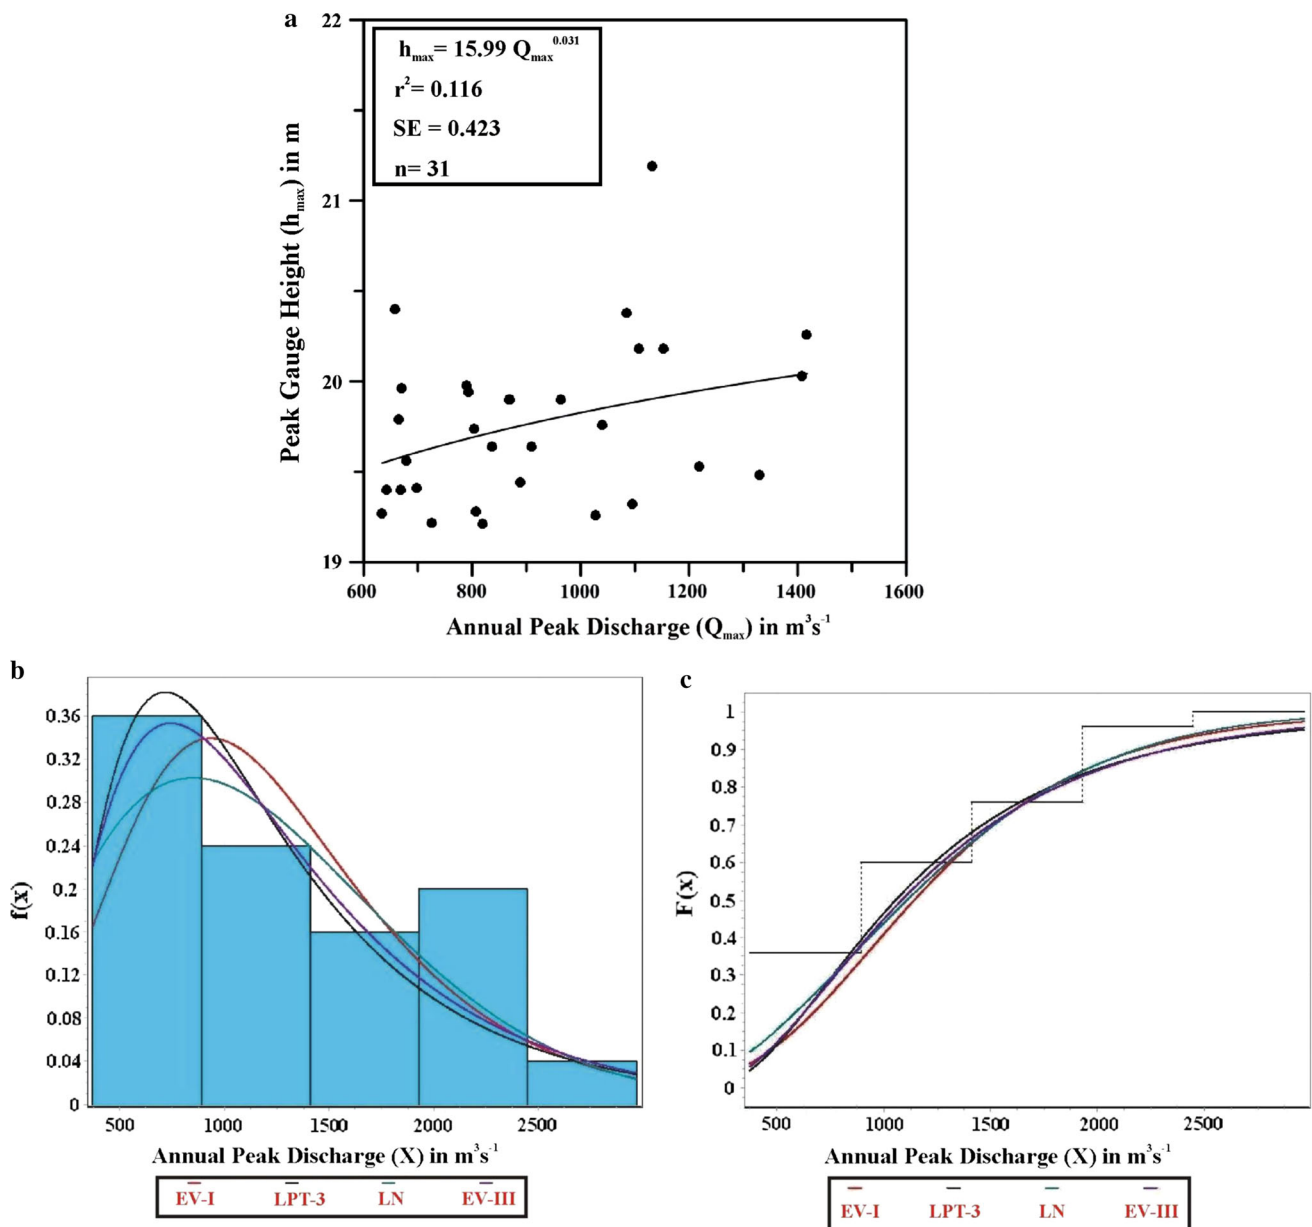 a
h_max = 15.99 Q_max^0.031
r² = 0.116
SE = 0.423
n= 31
Peak Gauge Height (h_max) in m
22
21
20
19
600 800 1000 1200 1400 1600
Annual Peak Discharge (Q_max) in m³s⁻¹
b
f(x)
0.36
0.32
0.28
0.24
0.2
0.16
0.12
0.08
0.04
0
500 1000 1500 2000 2500
Annual Peak Discharge (X) in m³s⁻¹
EV-I LPT-3 LN EV-III
c
F(x)
1
0.9
0.8
0.7
0.6
0.5
0.4
0.3
0.2
0.1
0
500 1000 1500 2000 2500
Annual Peak Discharge (X) in m³s⁻¹
EV-I LPT-3 LN EV-III